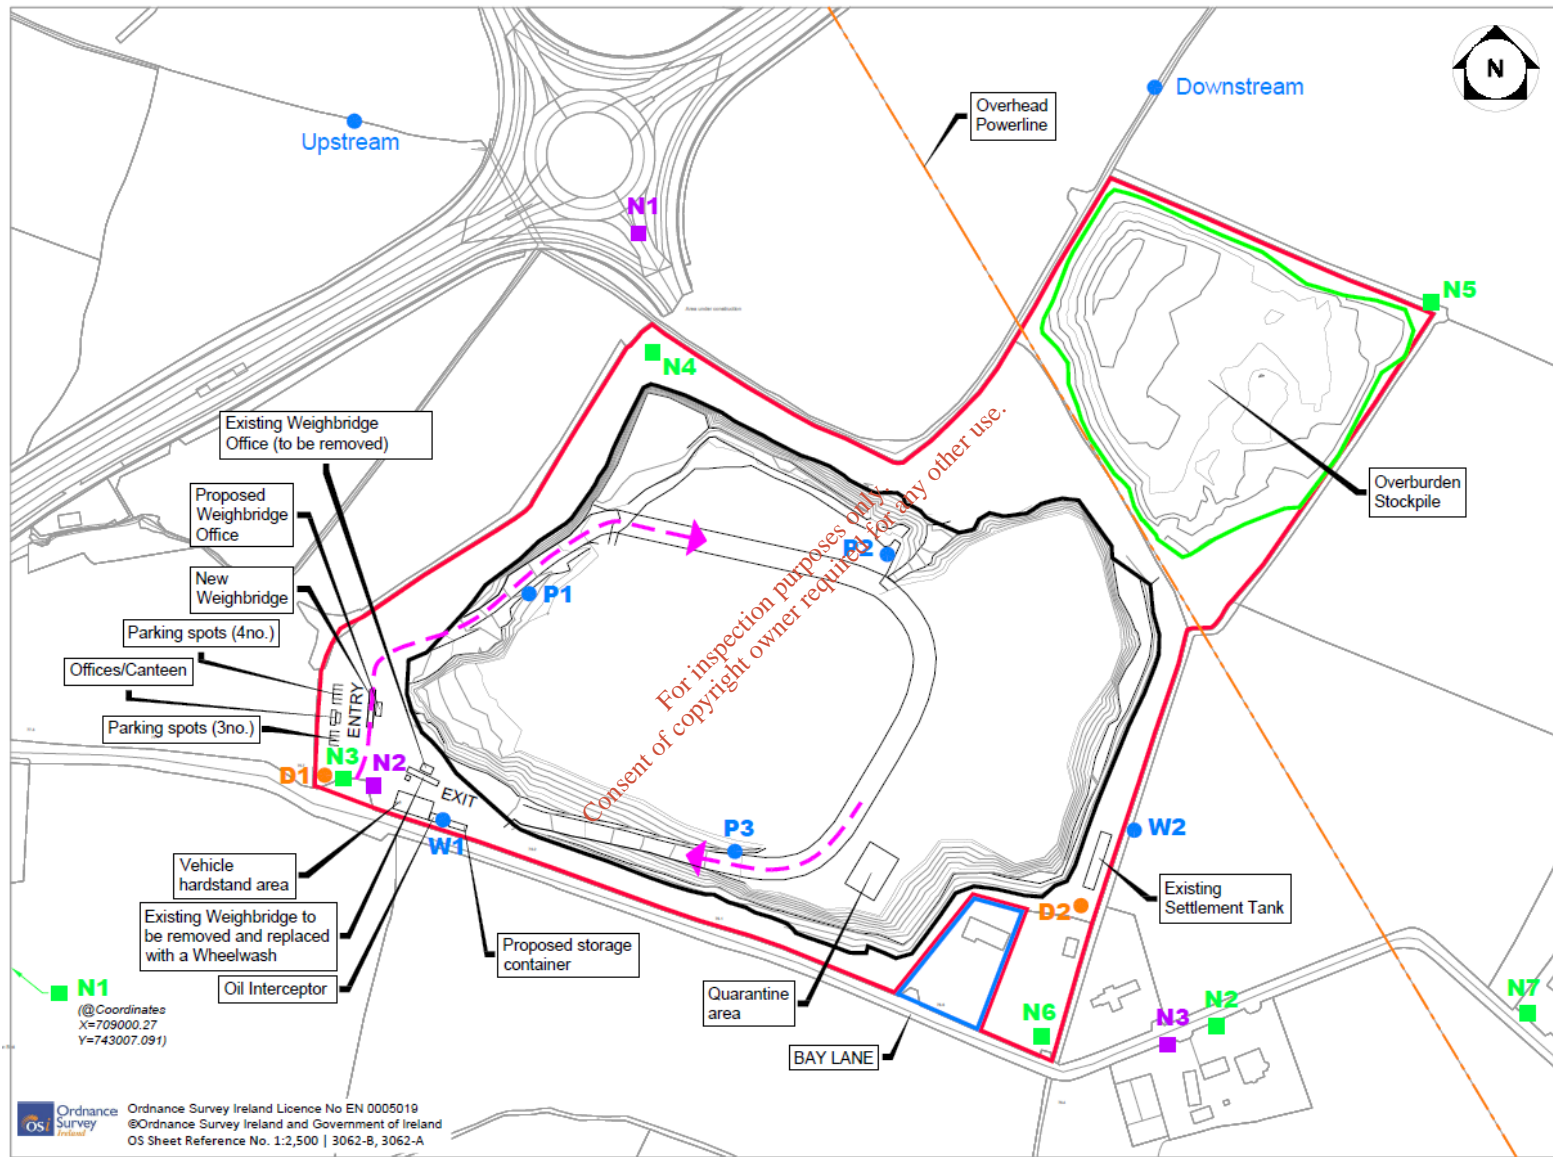 N
Downstream
Upstream
Overhead
Powerline
N1
Area under construction
N5
N4
Existing Weighbridge
Office (to be removed)
Proposed
Weighbridge
Office
New
Weighbridge
Parking spots (4no.)
Offices/Canteen
Parking spots (3no.)
Overburden
Stockpile
For inspection purposes only.
Consent of copyright owner required for any other use.
P2
P1
ENTRY
N3
N2
D1
EXIT
W1
P3
W2
Vehicle
hardstand area
Existing Weighbridge to
be removed and replaced
with a Wheelwash
Oil Interceptor
Proposed storage
container
Quarantine
area
D2
Existing
Settlement Tank
BAY LANE
N6
N3
N2
N7
N1
(@Coordinates
X=709000.27
Y=743007.091)
OSi
Ordnance
Survey
Ireland
Ordnance Survey Ireland Licence No EN 0005019
©Ordnance Survey Ireland and Government of Ireland
OS Sheet Reference No. 1:2,500 | 3062-B, 3062-A